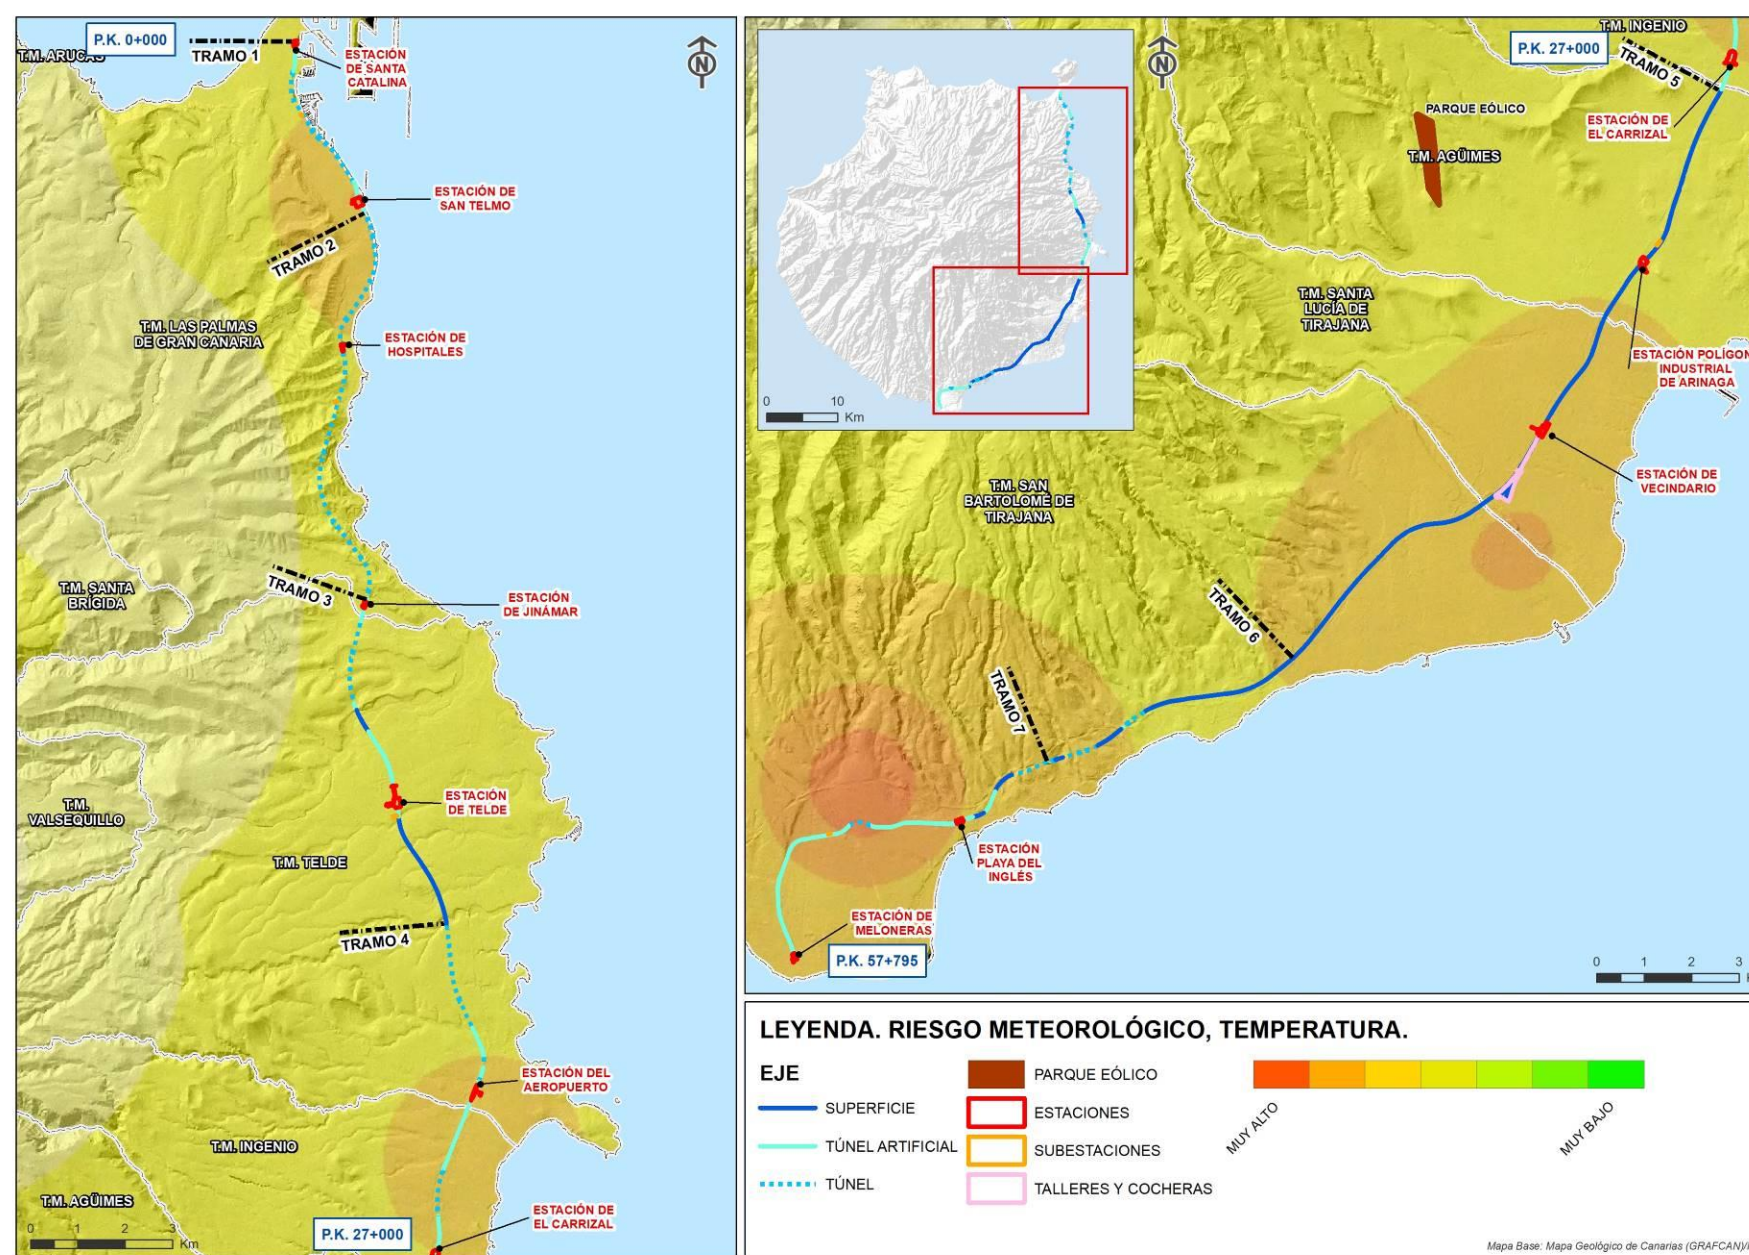 P.K. 0+000
T.M. ARUCAS
TRAMO 1
ESTACIÓN
DE SANTA
CATALINA
N
ESTACIÓN DE
SAN TELMO
TRAMO 2
T.M. LAS PALMAS
DE GRAN CANARIA
ESTACIÓN DE
HOSPITALES
T.M. SANTA
BRÍGIDA
TRAMO 3
ESTACIÓN
DE JINÁMAR
T.M.
VALSEQUILLO
ESTACIÓN
DE TELDE
T.M. TELDE
TRAMO 4
ESTACIÓN DEL
AEROPUERTO
T.M. INGENIO
T.M. AGÜIMES
ESTACIÓN DE
EL CARRIZAL
P.K. 27+000
0 1 2 3
Km
0 10
Km
N
T.M. INGENIO
P.K. 27+000
TRAMO 5
PARQUE EÓLICO
ESTACIÓN DE
EL CARRIZAL
T.M. AGÜIMES
T.M. SANTA
LUCÍA DE
TIRAJANA
ESTACIÓN POLÍGON
INDUSTRIAL
DE ARINAGA
ESTACIÓN DE
VECINDARIO
T.M. SAN
BARTOLOMÉ DE
TIRAJANA
TRAMO 6
TRAMO 7
ESTACIÓN
PLAYA DEL
INGLÉS
ESTACIÓN DE
MELONERAS
P.K. 57+795
0 1 2 3
LEYENDA. RIESGO METEOROLÓGICO, TEMPERATURA.
EJE
SUPERFICIE
TÚNEL ARTIFICIAL
TÚNEL
PARQUE EÓLICO
ESTACIONES
SUBESTACIONES
TALLERES Y COCHERAS
MUY ALTO
MUY BAJO
Mapa Base: Mapa Geológico de Canarias